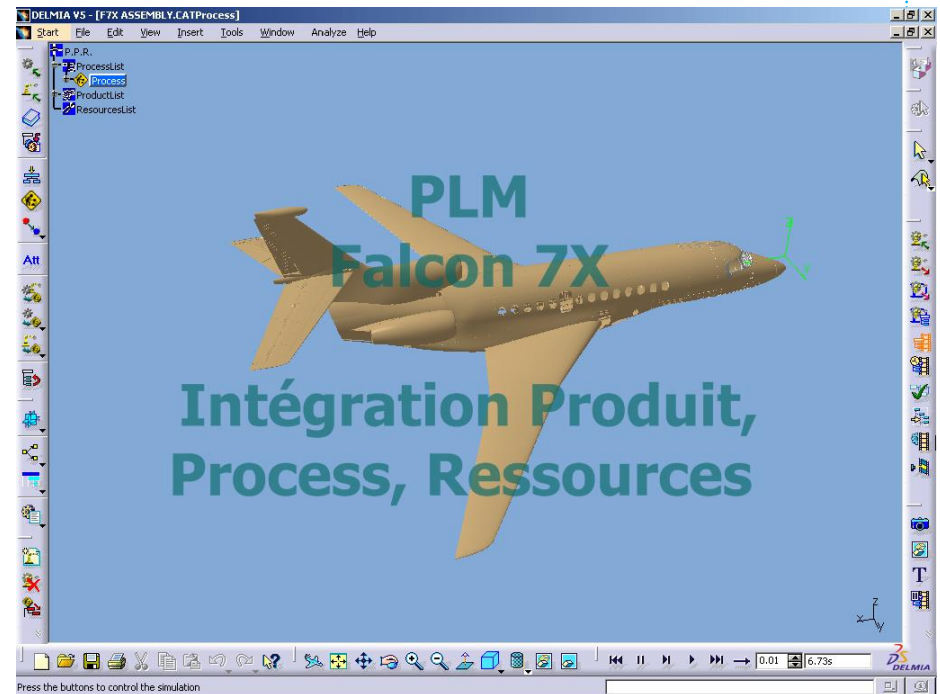 DELMIA V5 - [F7X ASSEMBLY.CATProcess]
Start File Edit View Insert Tools Window Analyze Help
P.P.R.
ProcessList
Process
ProductList
ResourcesList
Att
PLM
Falcon 7X
Intégration Produit,
Process, Ressources
T
z
x
y
0.01 6.73s
DELMIA
Press the buttons to control the simulation